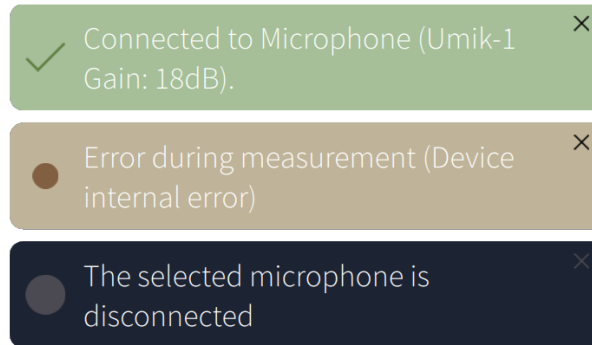 Connected to Microphone (Umik-1
Gain: 18dB).
Error during measurement (Device
internal error)
The selected microphone is
disconnected